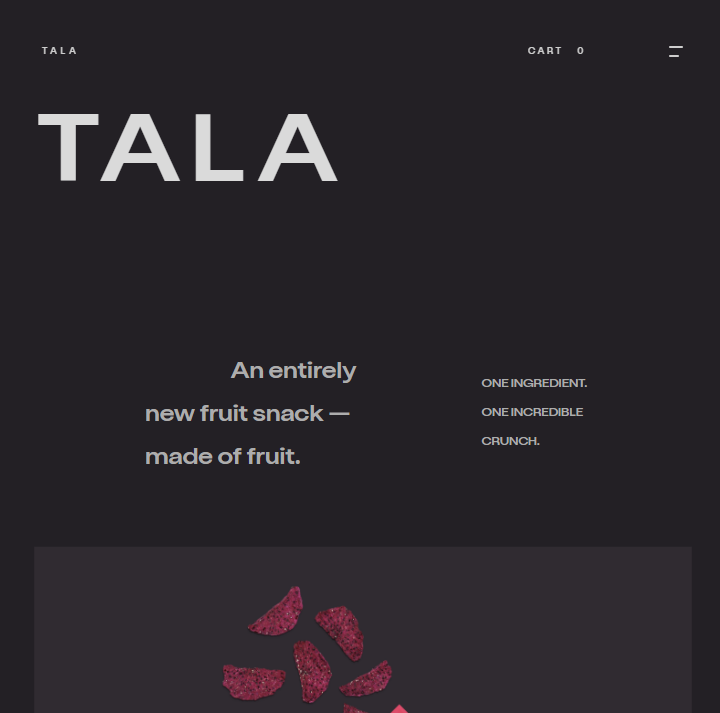 TALA
CART 0
TALA
An entirely
new fruit snack —
made of fruit.
ONE INGREDIENT.
ONE INCREDIBLE
CRUNCH.